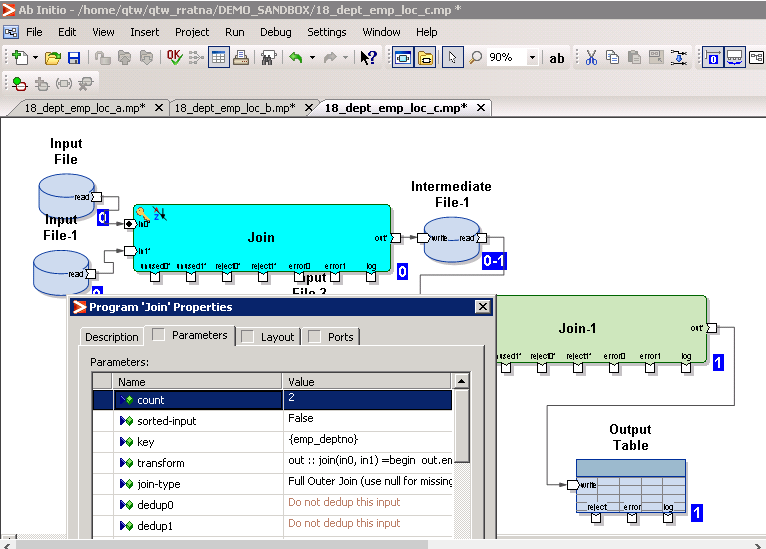 Ab Initio - /home/qtw/qtw_rratna/DEMO_SANDBOX/18_dept_emp_loc_c.mp *
File Edit View Insert Project Run Debug Settings Window Help
OK 90% ab
18_dept_emp_loc_a.mp* 18_dept_emp_loc_b.mp* 18_dept_emp_loc_c.mp*
Input
File
read
0
Input
File-1
read
0
in0*
in1*
Join
out*
unused0* unused1* reject0* reject1* error0 error1 log
0
Intermediate
File-1
write read
0-1
Input
File-2
Join-1
out*
unused1* reject0* reject1* error0 error1 log
1
Output
Table
write
reject error log
1
Program 'Join' Properties
Description Parameters Layout Ports
Parameters:
Name Value
count 2
sorted-input False
key {emp_deptno}
transform out :: join(in0, in1) =begin out.em
join-type Full Outer Join (use null for missing
dedup0 Do not dedup this input
dedup1 Do not dedup this input